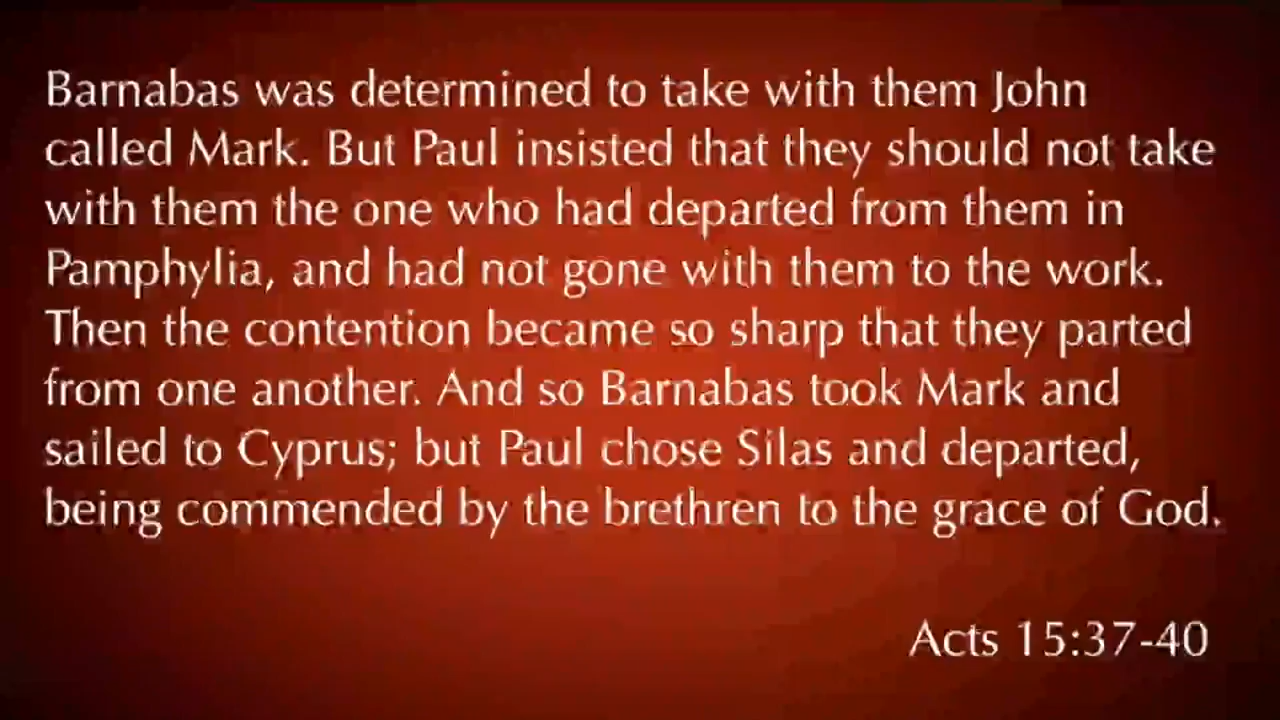 Barnabas was determined to take with them John
called Mark. But Paul insisted that they should not take
with them the one who had departed from them in
Pamphylia, and had not gone with them to the work.
Then the contention became so sharp that they parted
from one another. And so Barnabas took Mark and
sailed to Cyprus; but Paul chose Silas and departed,
being commended by the brethren to the grace of God.
Acts 15:37-40